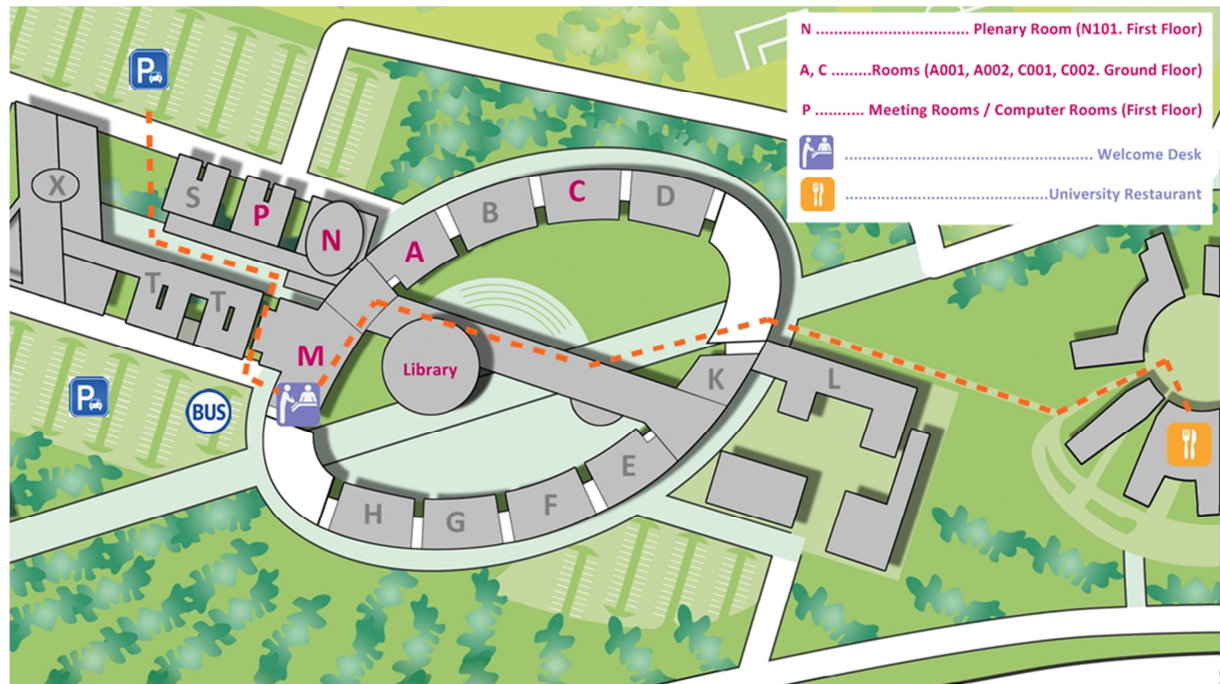 N ................................ Plenary Room (N101. First Floor)
A, C .........Rooms (A001, A002, C001, C002. Ground Floor)
P ........... Meeting Rooms / Computer Rooms (First Floor)
.................................................... Welcome Desk
..........................................University Restaurant
P
X
S
P
N
A
B
C
D
T
T
M
Library
K
L
P
BUS
E
F
G
H